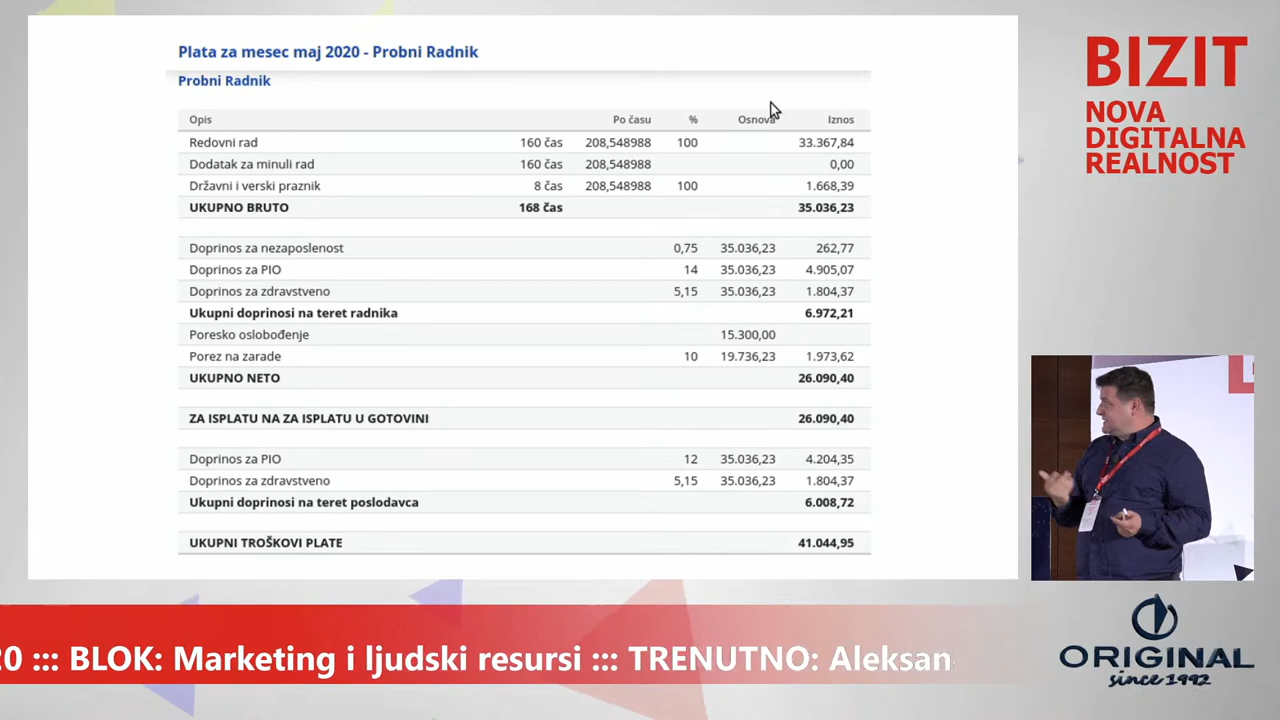 Plata za mesec maj 2020 - Probni Radnik
Probni Radnik
Opis Po času % Osnova Iznos
Redovni rad 160 čas 208,548988 100 33.367,84
Dodatak za minuli rad 160 čas 208,548988 0,00
Državni i verski praznik 8 čas 208,548988 100 1.668,39
UKUPNO BRUTO 168 čas 35.036,23
Doprinos za nezaposlenost 0,75 35.036,23 262,77
Doprinos za PIO 14 35.036,23 4.905,07
Doprinos za zdravstveno 5,15 35.036,23 1.804,37
Ukupni doprinosi na teret radnika 6.972,21
Poresko oslobođenje 15.300,00
Porez na zarade 10 19.736,23 1.973,62
UKUPNO NETO 26.090,40
ZA ISPLATU NA ZA ISPLATU U GOTOVINI 26.090,40
Doprinos za PIO 12 35.036,23 4.204,35
Doprinos za zdravstveno 5,15 35.036,23 1.804,37
Ukupni doprinosi na teret poslodavca 6.008,72
UKUPNI TROŠKOVI PLATE 41.044,95
BIZIT
NOVA
DIGITALNA
REALNOST
20 ::: BLOK: Marketing i ljudski resursi ::: TRENUTNO: Aleksan
ORIGINAL
since 1992